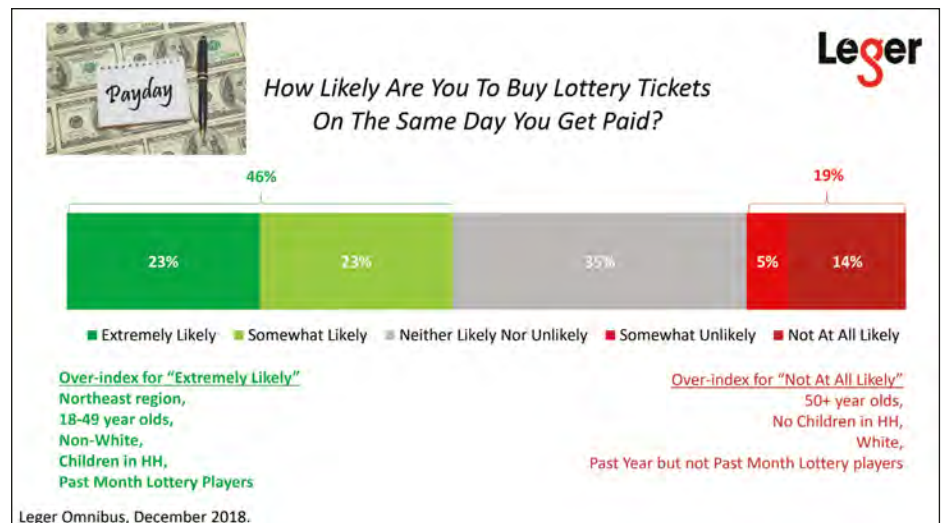 Payday
Leger
How Likely Are You To Buy Lottery Tickets
On The Same Day You Get Paid?
46%
19%
23%
23%
35%
5%
14%
Extremely Likely
Somewhat Likely
Neither Likely Nor Unlikely
Somewhat Unlikely
Not At All Likely
Over-index for “Extremely Likely”
Northeast region,
18-49 year olds,
Non-White,
Children in HH,
Past Month Lottery Players
Over-index for “Not At All Likely”
50+ year olds,
No Children in HH,
White,
Past Year but not Past Month Lottery players
Leger Omnibus, December 2018.